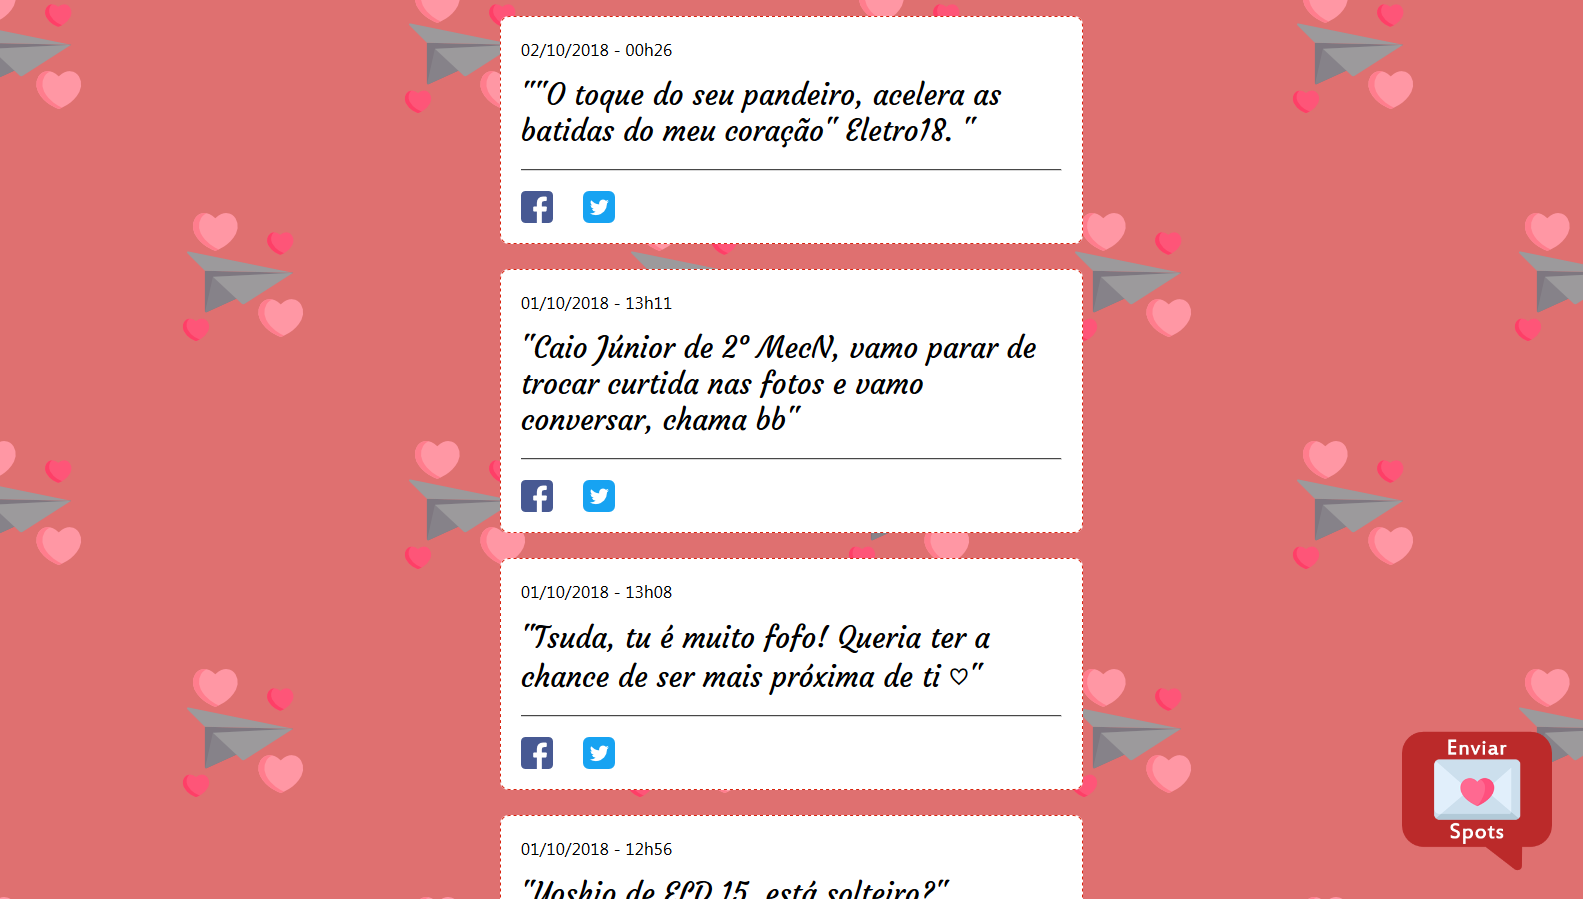 02/10/2018 - 00h26
""O toque do seu pandeiro, acelera as
batidas do meu coração" Eletro18. "
01/10/2018 - 13h11
"Caio Júnior de 2º MecN, vamo parar de
trocar curtida nas fotos e vamo
conversar, chama bb"
01/10/2018 - 13h08
"Tsuda, tu é muito fofo! Queria ter a
chance de ser mais próxima de ti ♡"
01/10/2018 - 12h56
"Yoshio de ELD 15, está solteiro?"
Enviar
Spots